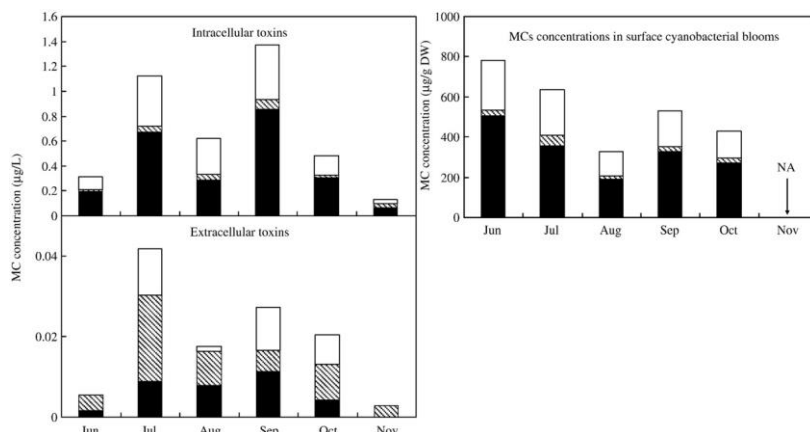 1.6
Intracellular toxins
1.4
1.2
1
0.8
0.6
0.4
0.2
0
MC concentration (μg/L)
Extracellular toxins
0.04
0.02
0
Jun Jul Aug Sep Oct Nov
1000
MCs concentrations in surface cyanobacterial blooms
800
600
400
200
0
MC concentration (μg/g DW)
NA
Jun Jul Aug Sep Oct Nov